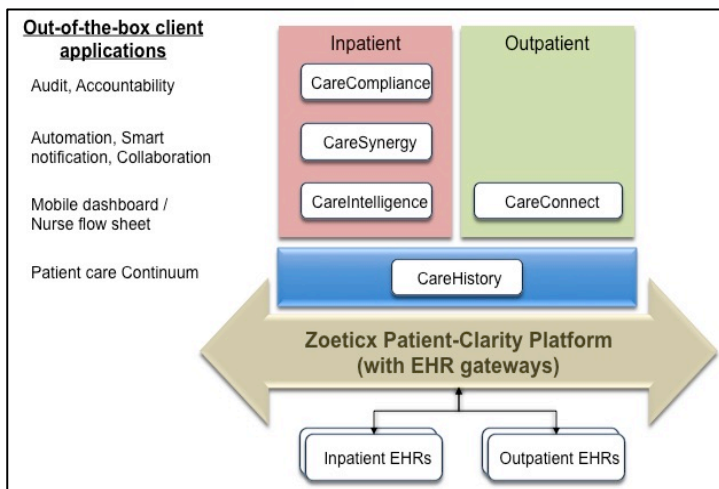 Out-of-the-box client
applications
Inpatient
Outpatient
Audit, Accountability
CareCompliance
Automation, Smart
notification, Collaboration
CareSynergy
Mobile dashboard /
Nurse flow sheet
CareIntelligence
CareConnect
Patient care Continuum
CareHistory
Zoeticx Patient-Clarity Platform
(with EHR gateways)
Inpatient EHRs
Outpatient EHRs